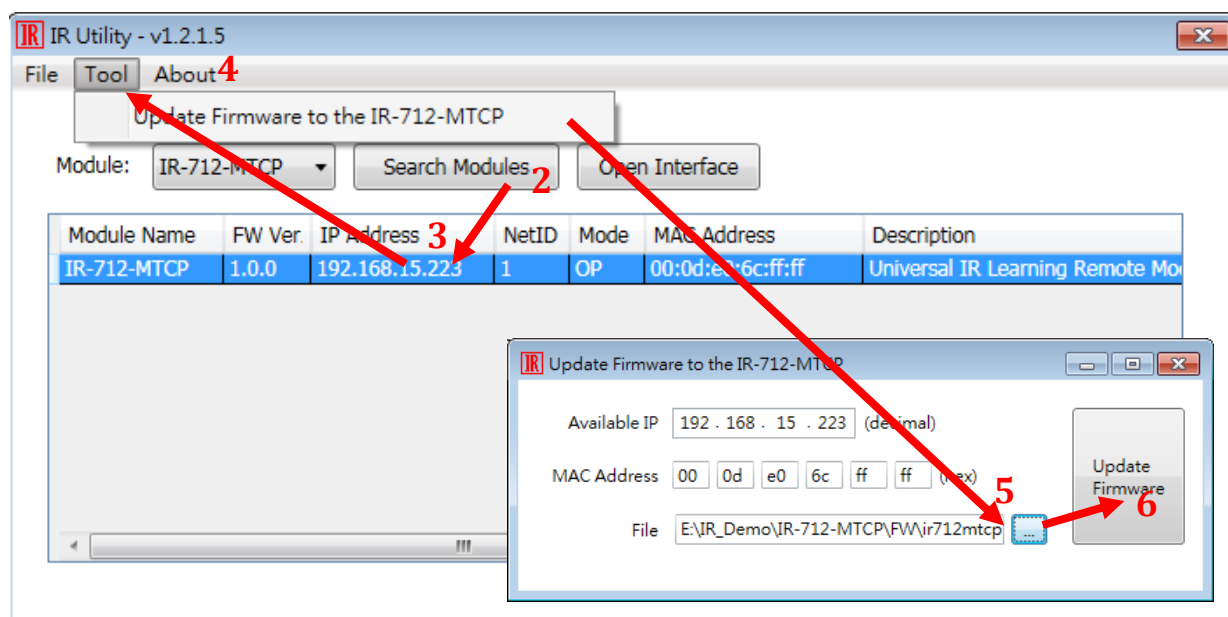 IR IR Utility - v1.2.1.5
File Tool About 4
Update Firmware to the IR-712-MTCP
Module: IR-712-MTCP Search Modules 2 Open Interface
Module Name FW Ver. IP Address 3 NetID Mode MAC Address Description
IR-712-MTCP 1.0.0 192.168.15.223 1 OP 00:0d:e0:6c:ff:ff Universal IR Learning Remote Mo
IR Update Firmware to the IR-712-MTCP
Available IP 192 . 168 . 15 . 223 (decimal)
MAC Address 00 0d e0 6c ff ff (hex)
Update
Firmware
5 6
File E:\IR_Demo\IR-712-MTCP\FW\ir712mtcp ...